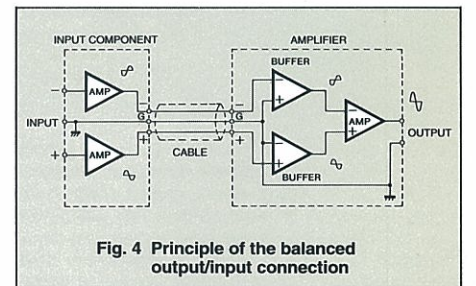 INPUT COMPONENT
AMPLIFIER
BUFFER
− AMP −
− +
INPUT G G AMP − + OUTPUT
+ AMP + + − +
CABLE
BUFFER
Fig. 4 Principle of the balanced
output/input connection